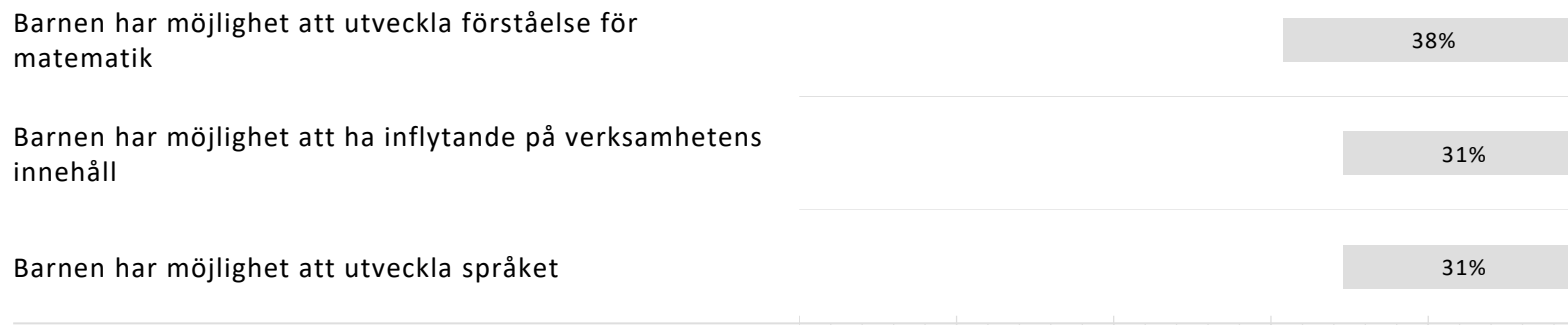 Barnen har möjlighet att utveckla förståelse för
matematik
38%
Barnen har möjlighet att ha inflytande på verksamhetens
innehåll
31%
Barnen har möjlighet att utveckla språket
31%